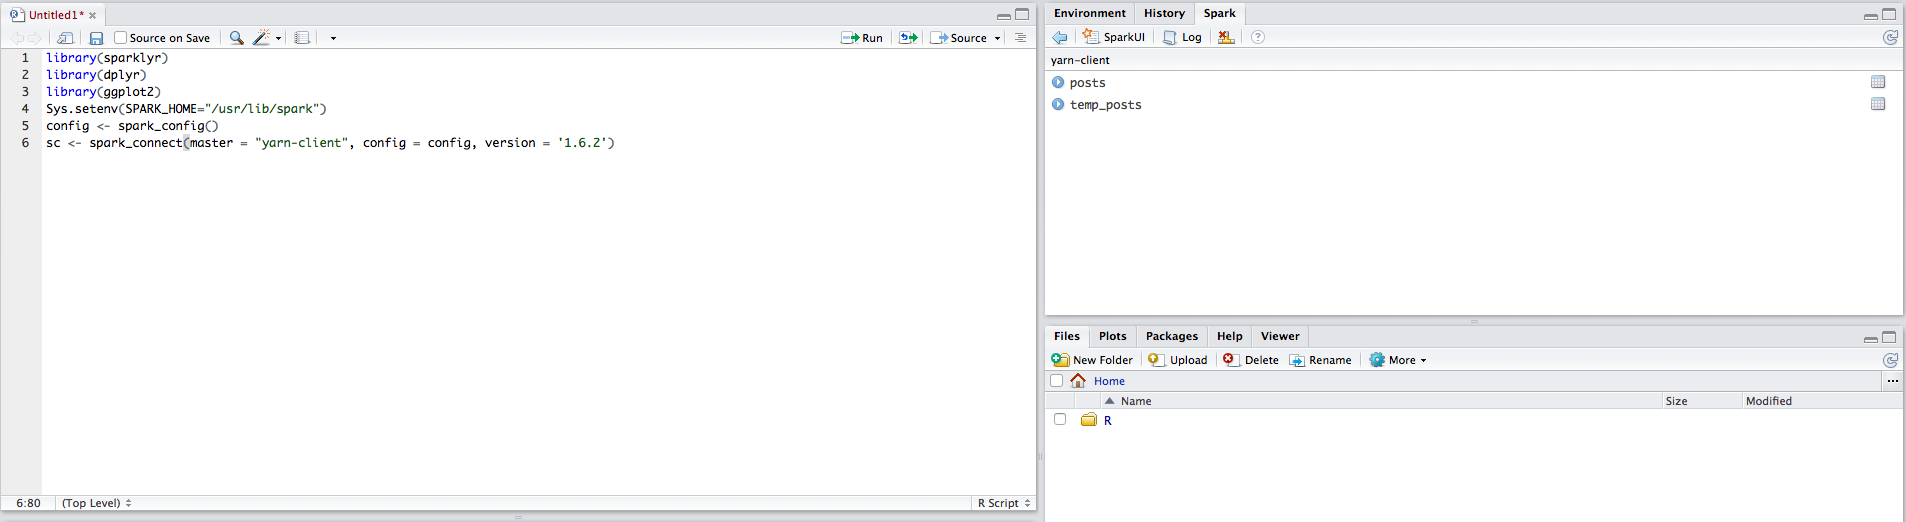 Untitled1*
Source on Save
Run
Source
1 library(sparklyr)
2 library(dplyr)
3 library(ggplot2)
4 Sys.setenv(SPARK_HOME="/usr/lib/spark")
5 config <- spark_config()
6 sc <- spark_connect(master = "yarn-client", config = config, version = '1.6.2')
6:80 (Top Level) R Script
Environment History Spark
SparkUI Log ?
yarn-client
posts
temp_posts
Files Plots Packages Help Viewer
New Folder Upload Delete Rename More
Home ...
Name Size Modified
R